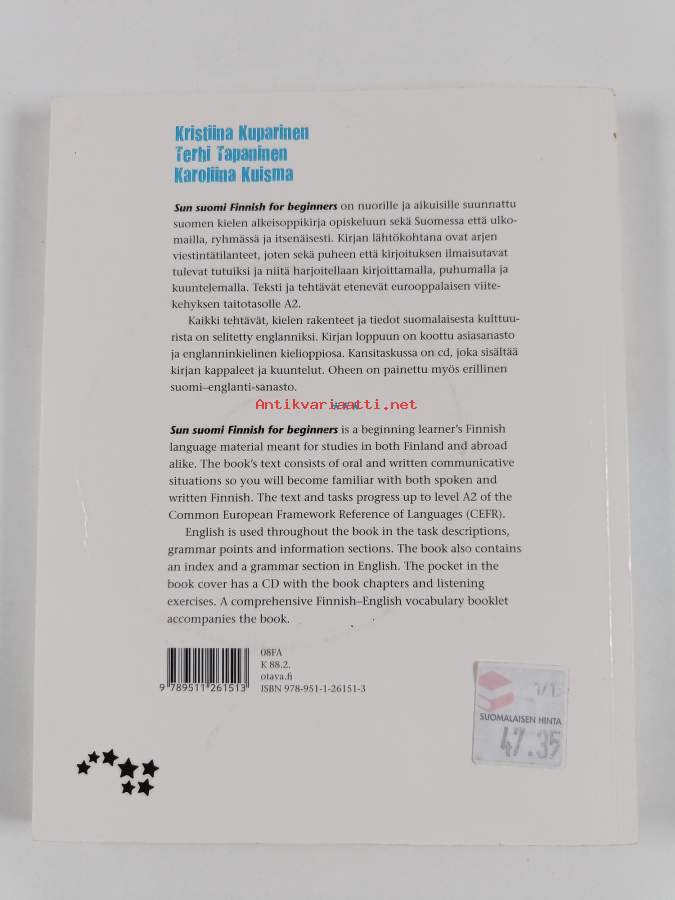 Kristiina Kuparinen
Terhi Tapaninen
Karoliina Kuisma
Sun suomi Finnish for beginners on nuorille ja aikuisille suunnattu
suomen kielen alkeisoppikirja opiskeluun sekä Suomessa että ulko-
mailla, ryhmässä ja itsenäisesti. Kirjan lähtökohtana ovat arjen
viestintätilanteet, joten sekä puheen että kirjoituksen ilmaisutavat
tulevat tutuiksi ja niitä harjoitellaan kirjoittamalla, puhumalla ja
kuuntelemalla. Teksti ja tehtävät etenevät eurooppalaisen viite-
kehyksen taitotasolle A2.
Kaikki tehtävät, kielen rakenteet ja tiedot suomalaisesta kulttuu-
rista on selitetty englanniksi. Kirjan loppuun on koottu asiasanasto
ja englanninkielinen kielioppiosa. Kansitaskussa on cd, joka sisältää
kirjan kappaleet ja kuuntelut. Oheen on painettu myös erillinen
suomi–englanti-sanasto.
Antikvariaatti.net
Sun suomi Finnish for beginners is a beginning learner's Finnish
language material meant for studies in both Finland and abroad
alike. The book's text consists of oral and written communicative
situations so you will become familiar with both spoken and
written Finnish. The text and tasks progress up to level A2 of the
Common European Framework Reference of Languages (CEFR).
English is used throughout the book in the task descriptions,
grammar points and information sections. The book also contains
an index and a grammar section in English. The pocket in the
book cover has a CD with the book chapters and listening
exercises. A comprehensive Finnish–English vocabulary booklet
accompanies the book.
08FA
K 88.2.
otava.fi
ISBN 978-951-1-26151-3
9 789511 261513
SUOMALAISEN HINTA
47.35